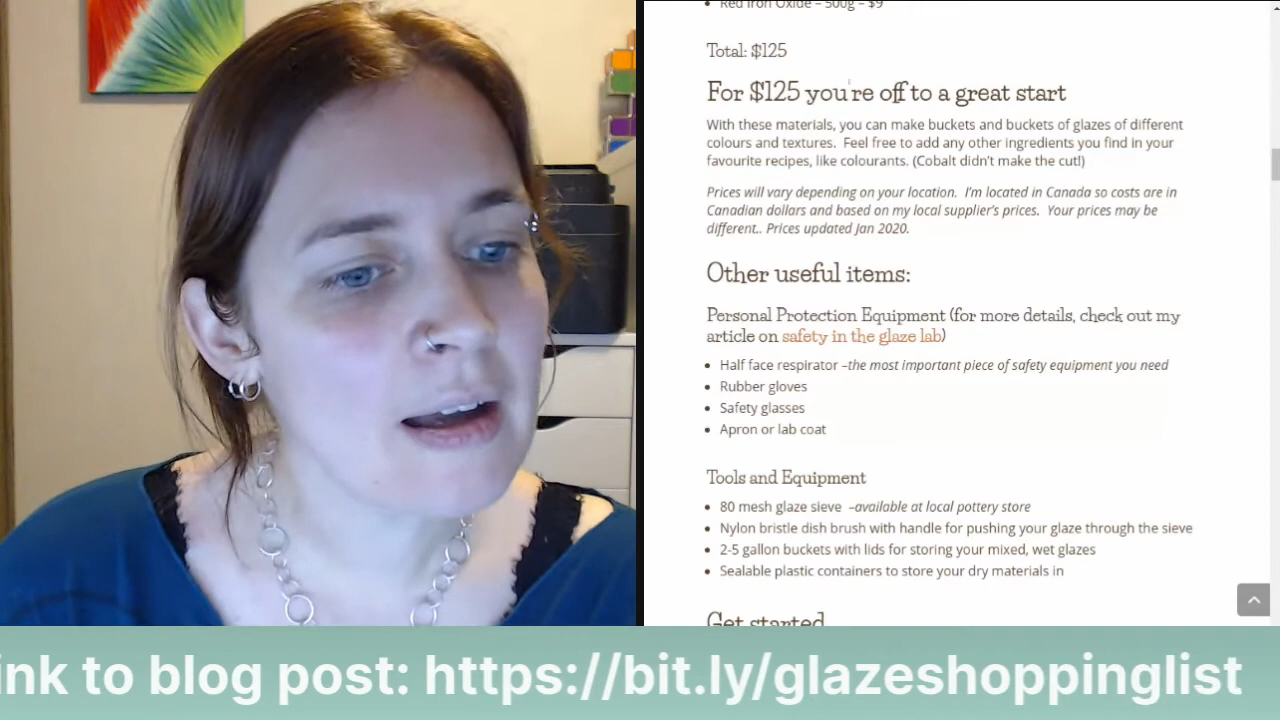 Red Iron Oxide – 500g – $9
Total: $125
For $125 you're off to a great start
With these materials, you can make buckets and buckets of glazes of different
colours and textures. Feel free to add any other ingredients you find in your
favourite recipes, like colourants. (Cobalt didn't make the cut!)
Prices will vary depending on your location. I'm located in Canada so costs are in
Canadian dollars and based on my local supplier's prices. Your prices may be
different.. Prices updated Jan 2020.
Other useful items:
Personal Protection Equipment (for more details, check out my
article on safety in the glaze lab)
• Half face respirator –the most important piece of safety equipment you need
• Rubber gloves
• Safety glasses
• Apron or lab coat
Tools and Equipment
• 80 mesh glaze sieve –available at local pottery store
• Nylon bristle dish brush with handle for pushing your glaze through the sieve
• 2-5 gallon buckets with lids for storing your mixed, wet glazes
• Sealable plastic containers to store your dry materials in
Get started
ink to blog post: https://bit.ly/glazeshoppinglist